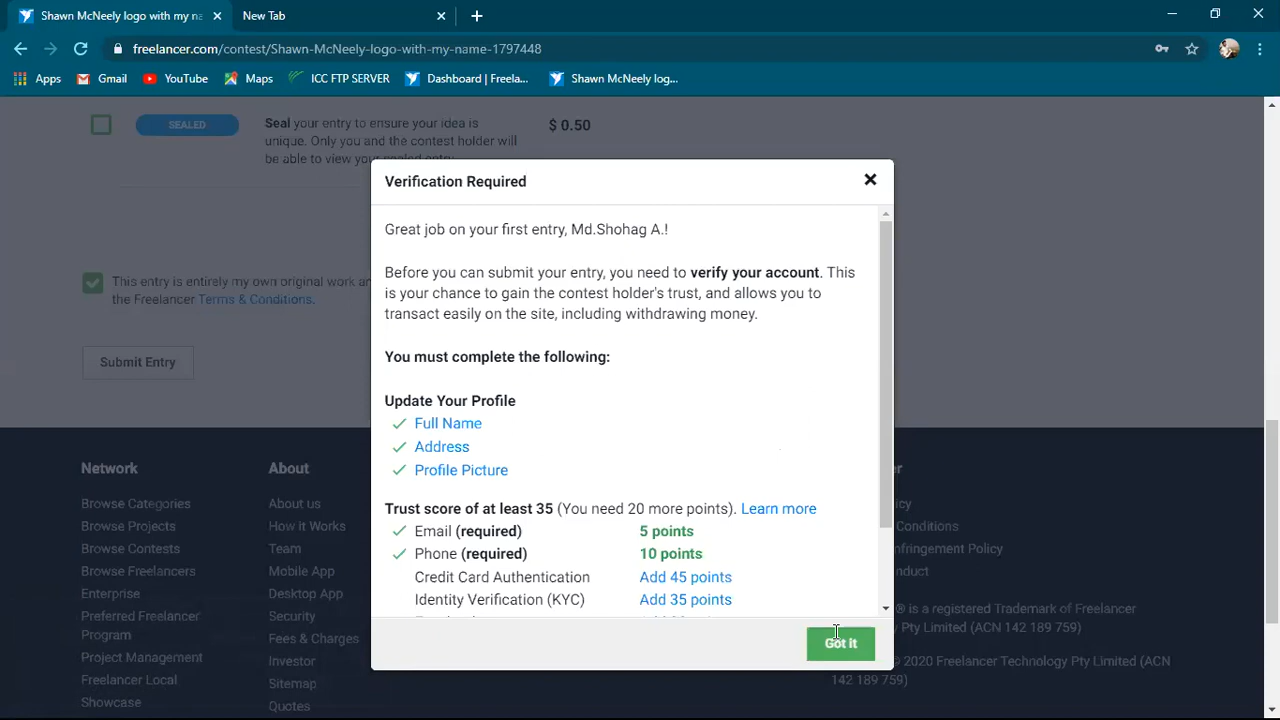 Shawn McNeely logo with my na
New Tab
freelancer.com/contest/Shawn-McNeely-logo-with-my-name-1797448
Apps
Gmail
YouTube
Maps
ICC FTP SERVER
Dashboard | Freela...
Shawn McNeely log...
SEALED
Seal your entry to ensure your idea is
unique. Only you and the contest holder will
be able to view your sealed entry.
$ 0.50
This entry is entirely my own original work an
the Freelancer Terms & Conditions.
Submit Entry
Verification Required
Great job on your first entry, Md.Shohag A.!
Before you can submit your entry, you need to verify your account. This
is your chance to gain the contest holder's trust, and allows you to
transact easily on the site, including withdrawing money.
You must complete the following:
Update Your Profile
Full Name
Address
Profile Picture
Trust score of at least 35 (You need 20 more points). Learn more
Email (required) 5 points
Phone (required) 10 points
Credit Card Authentication Add 45 points
Identity Verification (KYC) Add 35 points
Got it
Network
Browse Categories
Browse Projects
Browse Contests
Browse Freelancers
Enterprise
Preferred Freelancer
Program
Project Management
Freelancer Local
Showcase
About
About us
How it Works
Team
Mobile App
Desktop App
Security
Fees & Charges
Investor
Sitemap
Quotes
er
icy
Conditions
nfringement Policy
nduct
® is a registered Trademark of Freelancer
y Pty Limited (ACN 142 189 759)
© 2020 Freelancer Technology Pty Limited (ACN
142 189 759)